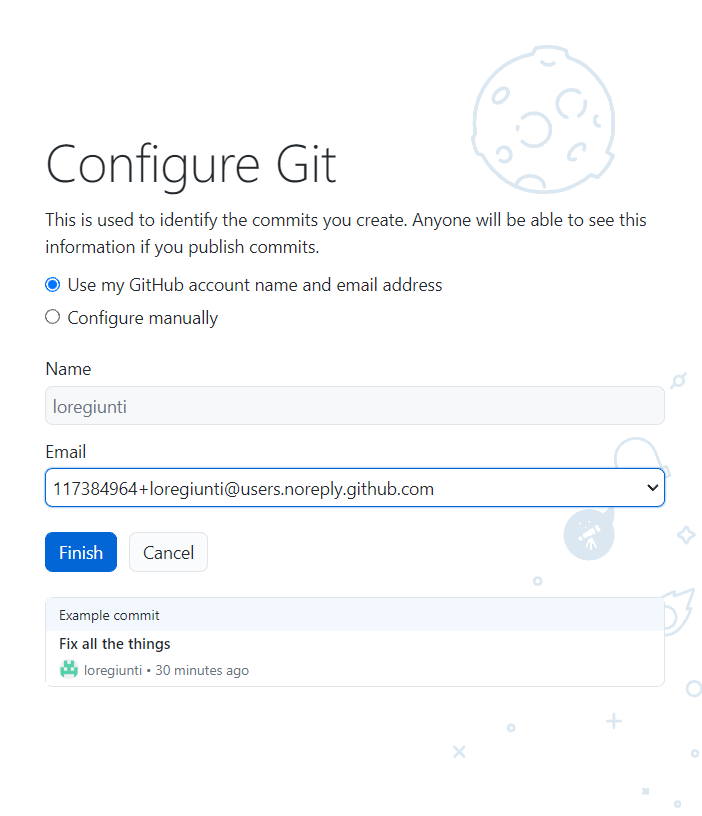 Configure Git
This is used to identify the commits you create. Anyone will be able to see this
information if you publish commits.
Use my GitHub account name and email address
Configure manually
Name
loregiunti
Email
117384964+loregiunti@users.noreply.github.com
Finish Cancel
Example commit
Fix all the things
loregiunti • 30 minutes ago